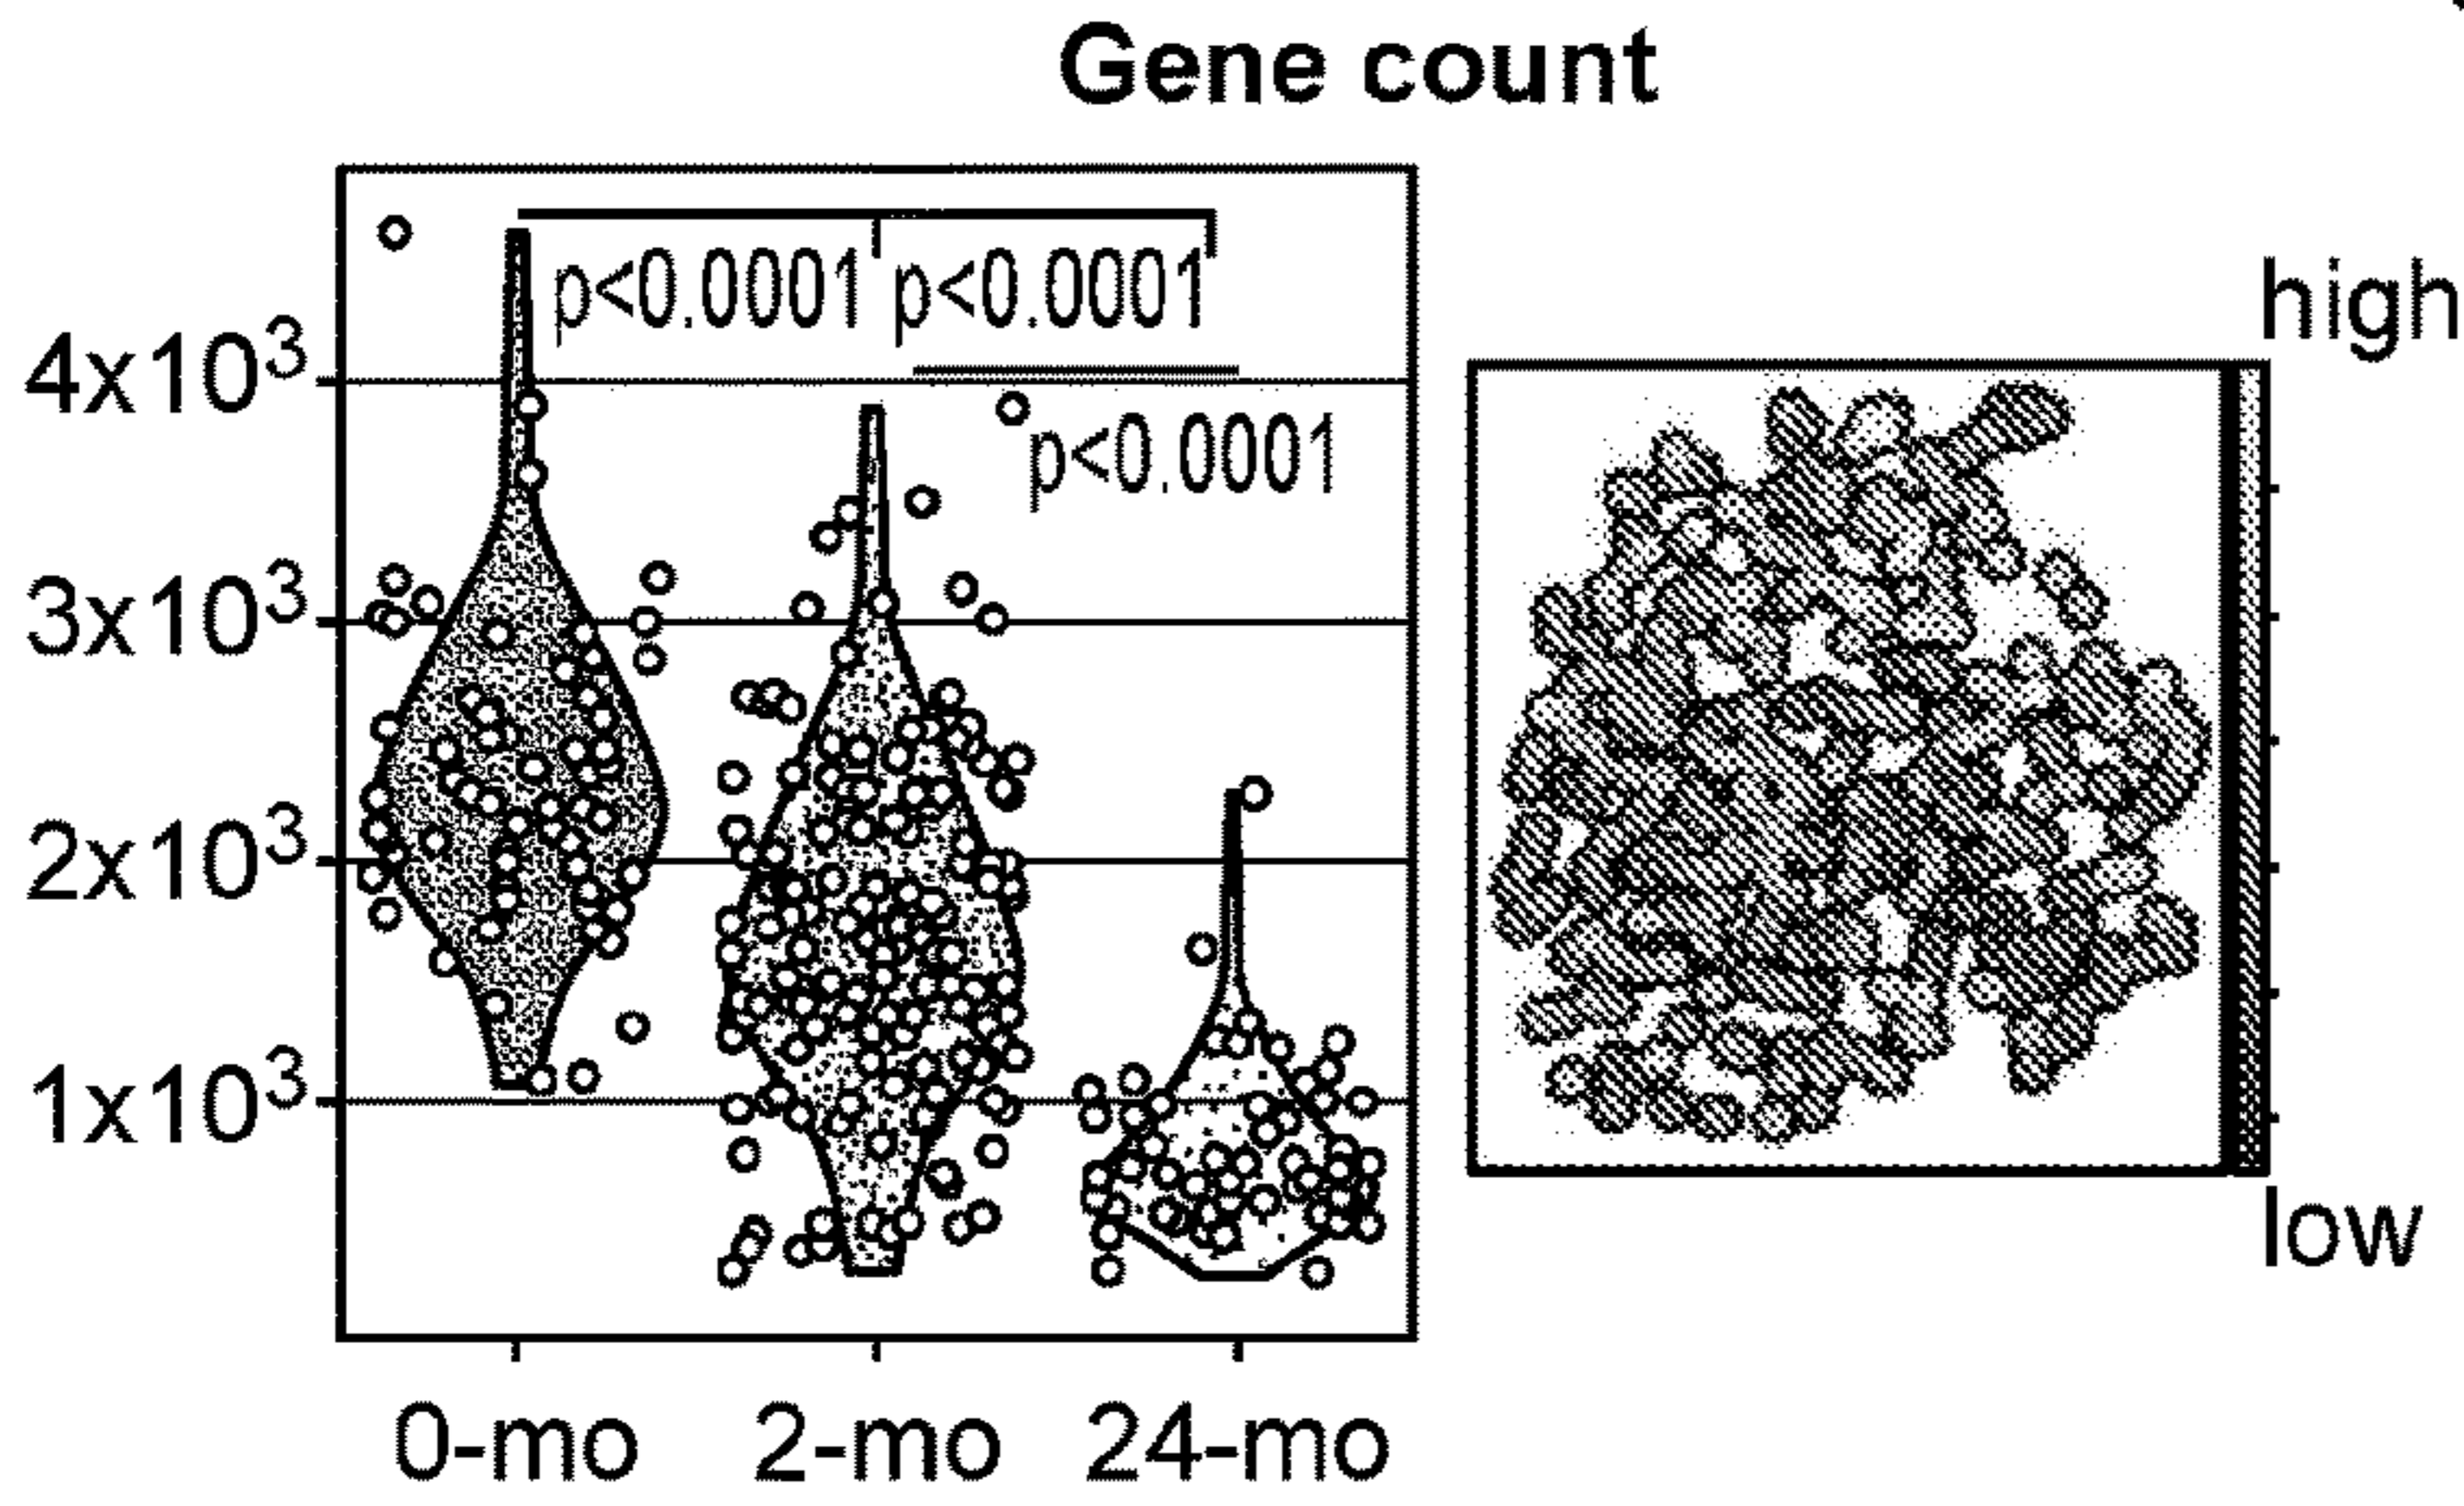 Gene count
p<0.0001 p<0.0001
p<0.0001
4x10³
3x10³
2x10³
1x10³
0-mo 2-mo 24-mo
high
low